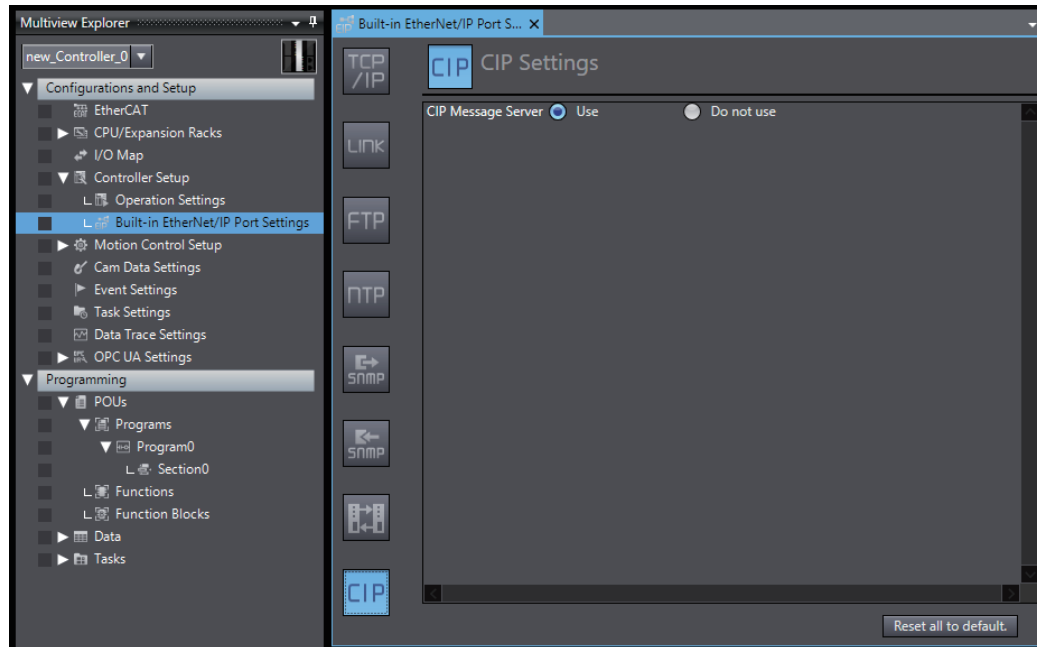 Multiview Explorer
new_Controller_0
Configurations and Setup
EtherCAT
CPU/Expansion Racks
I/O Map
Controller Setup
Operation Settings
Built-in EtherNet/IP Port Settings
Motion Control Setup
Cam Data Settings
Event Settings
Task Settings
Data Trace Settings
OPC UA Settings
Programming
POUs
Programs
Program0
Section0
Functions
Function Blocks
Data
Tasks
Built-in EtherNet/IP Port S...
TCP
/IP
LINK
FTP
NTP
SNMP
SNMP
CIP
CIP CIP Settings
CIP Message Server Use Do not use
Reset all to default.